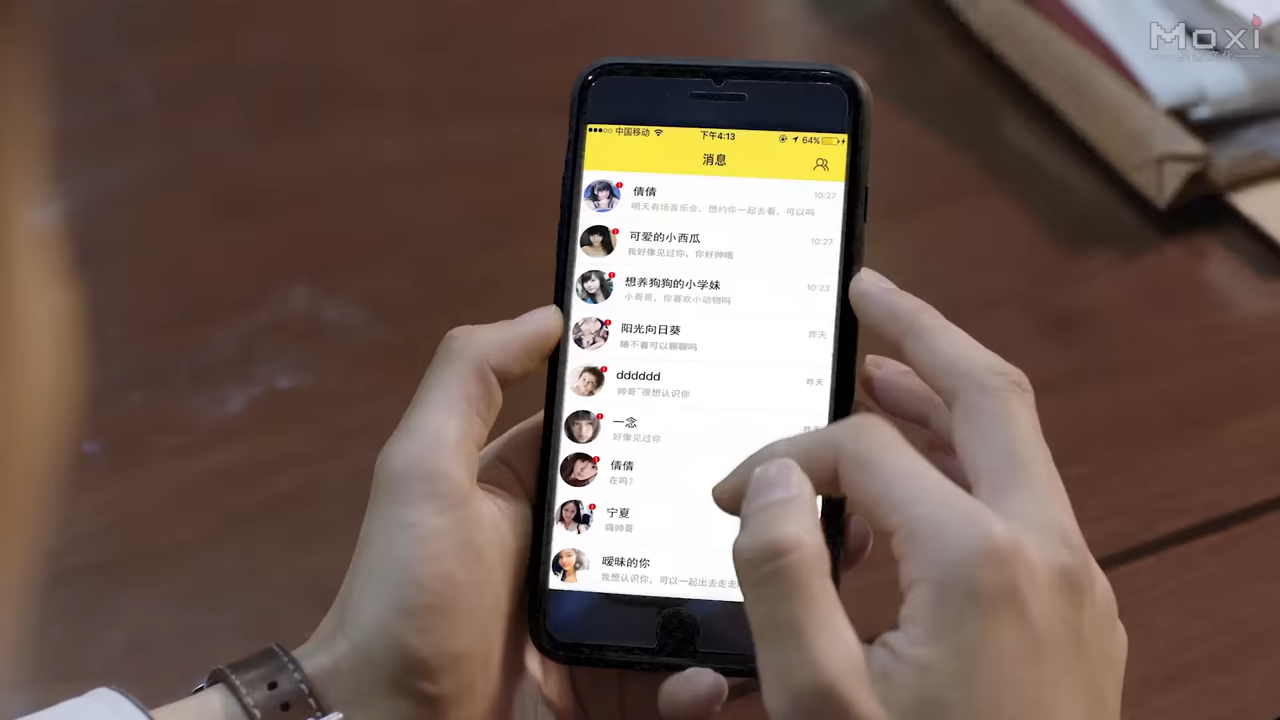 Moxi
中国移动
下午4:13
64%
消息
倩倩
10:27
明天有场音乐会，想约你一起去看，可以吗
可爱的小西瓜
10:27
我好像见过你，你好帅哦
想养狗狗的小学妹
10:23
小哥哥，你喜欢小动物吗
阳光向日葵
昨天
睡不着可以聊聊吗
dddddd
昨天
帅哥~很想认识你
一念
昨天
好像见过你
倩倩
在吗？
宁夏
嗨帅哥
暧昧的你
我想认识你，可以一起出去走走